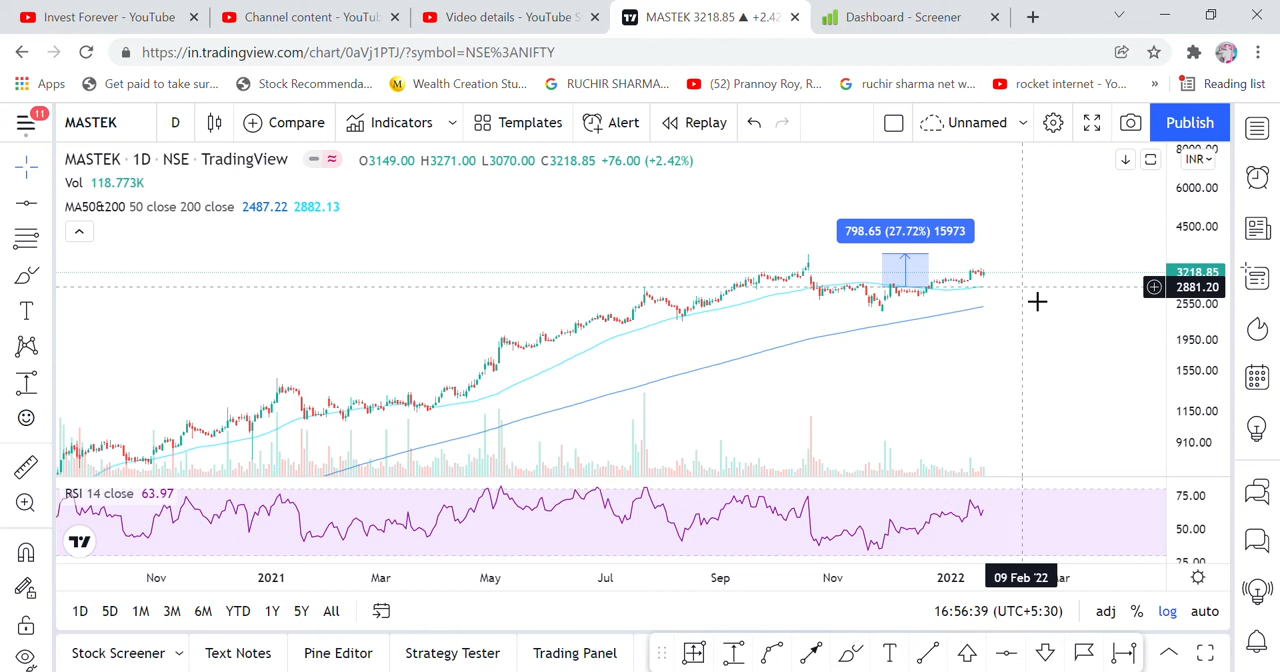 Invest Forever - YouTube
Channel content - YouTub
Video details - YouTube S
MASTEK 3218.85 ▲ +2.42
Dashboard - Screener
https://in.tradingview.com/chart/0aVj1PTJ/?symbol=NSE%3ANIFTY
Apps
Get paid to take sur...
Stock Recommenda...
Wealth Creation Stu...
RUCHIR SHARMA...
(52) Prannoy Roy, R...
ruchir sharma net w...
rocket internet - Yo...
»
Reading list
11
MASTEK
D
Compare
Indicators
Templates
Alert
Replay
Unnamed
Publish
MASTEK · 1D · NSE · TradingView
O3149.00 H3271.00 L3070.00 C3218.85 +76.00 (+2.42%)
Vol 118.773K
MA50&200 50 close 200 close 2487.22 2882.13
798.65 (27.72%) 15973
INR
8000.00
6000.00
4500.00
3218.85
2881.20
2550.00
1950.00
1550.00
1150.00
910.00
RSI 14 close 63.97
75.00
50.00
25.00
Nov
2021
Mar
May
Jul
Sep
Nov
2022
09 Feb '22
ar
1D 5D 1M 3M 6M YTD 1Y 5Y All
16:56:39 (UTC+5:30)
adj % log auto
Stock Screener
Text Notes
Pine Editor
Strategy Tester
Trading Panel